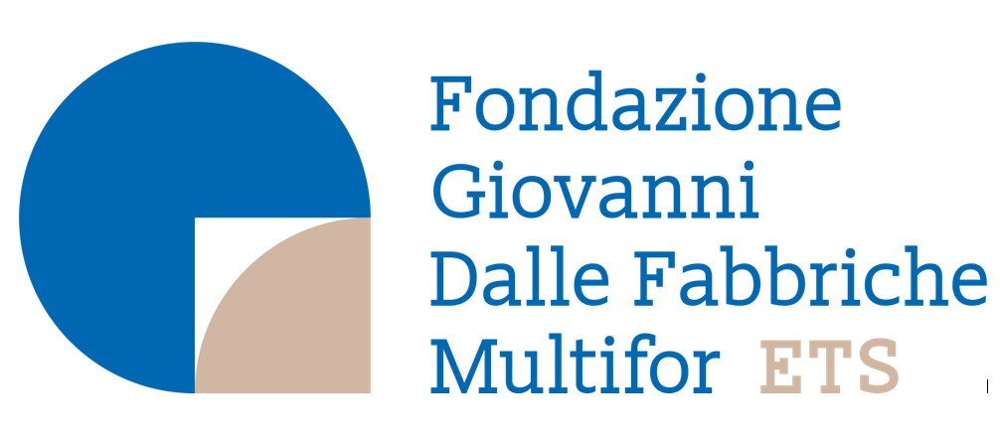 Fondazione
Giovanni
Dalle Fabbriche
Multifor ETS